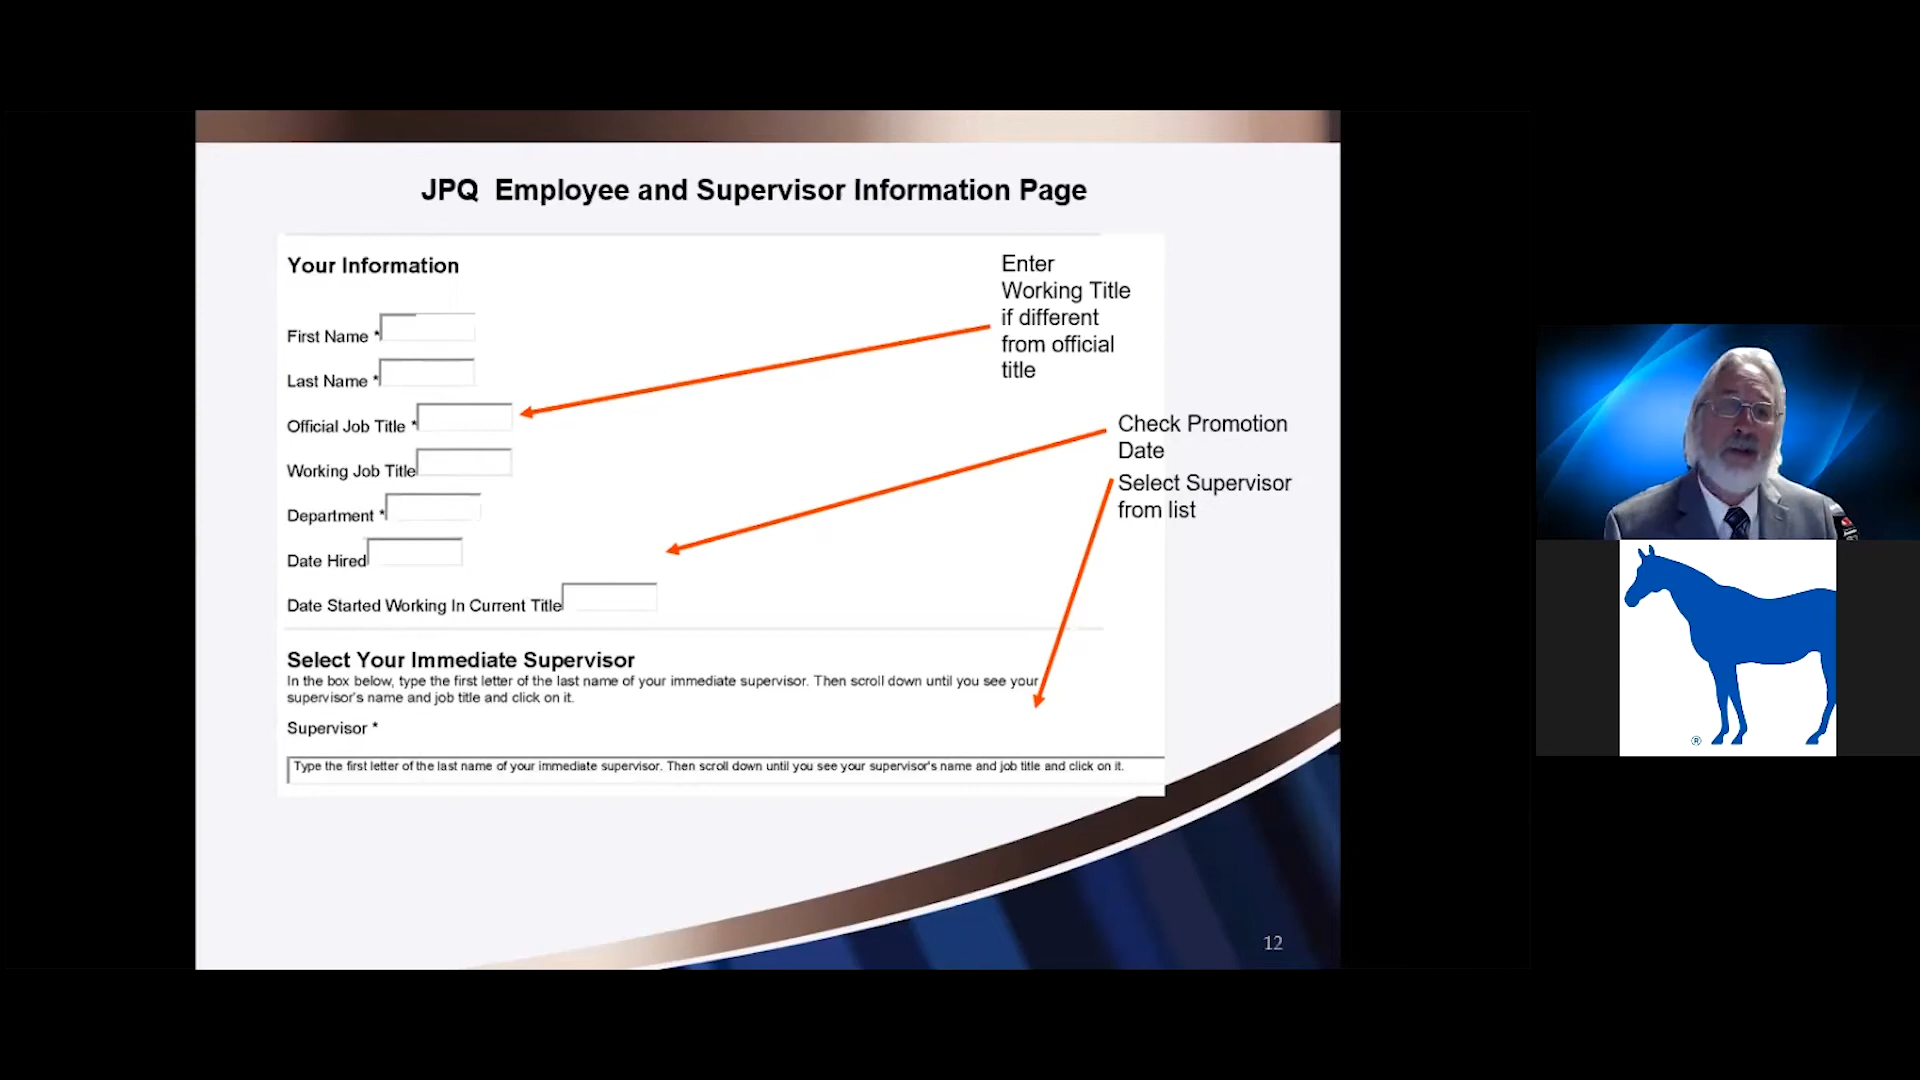 JPQ Employee and Supervisor Information Page
Your Information
First Name *
Last Name *
Official Job Title *
Working Job Title
Department *
Date Hired
Date Started Working In Current Title
Enter
Working Title
if different
from official
title
Check Promotion
Date
Select Supervisor
from list
Select Your Immediate Supervisor
In the box below, type the first letter of the last name of your immediate supervisor. Then scroll down until you see your
supervisor's name and job title and click on it.
Supervisor *
Type the first letter of the last name of your immediate supervisor. Then scroll down until you see your supervisor's name and job title and click on it.
12
®